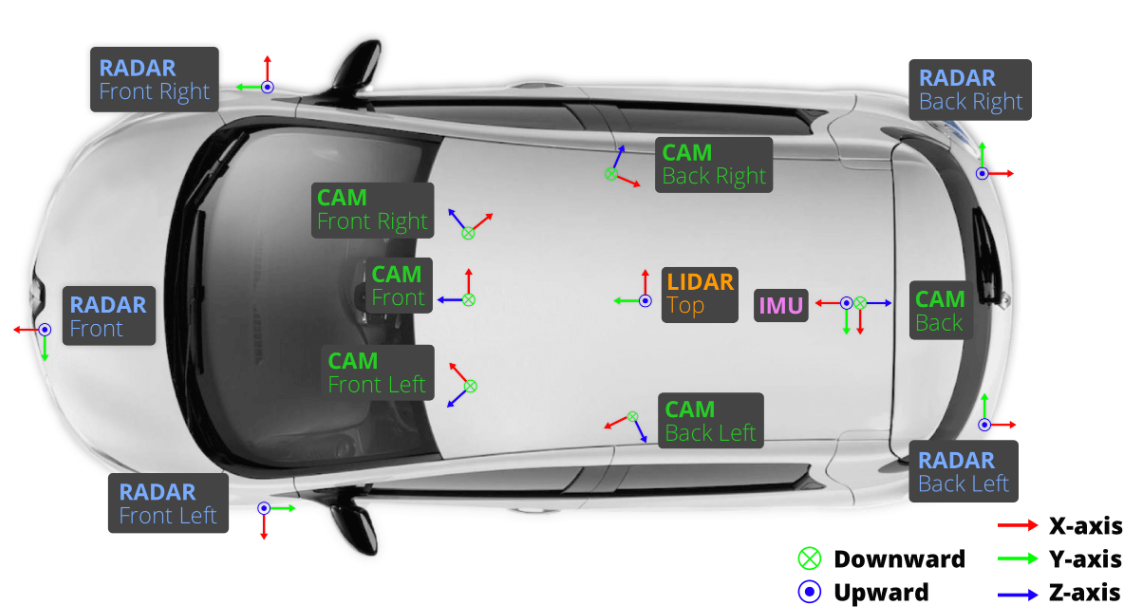 RADAR
Front Right
RADAR
Back Right
CAM
Back Right
CAM
Front Right
CAM
Front
LIDAR
Top
RADAR
Front
IMU
CAM
Back
CAM
Front Left
CAM
Back Left
RADAR
Back Left
RADAR
Front Left
X-axis
Downward
Y-axis
Upward
Z-axis